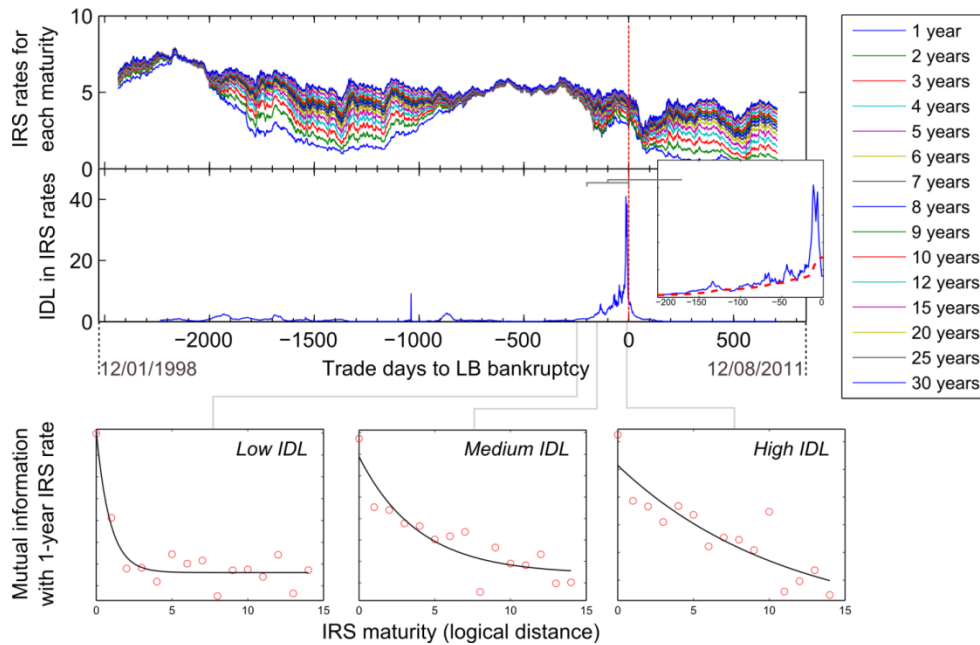 IRS rates for
each maturity
10
5
0
IDL in IRS rates
40
20
0
−200 −150 −100 −50 0
−2000 −1500 −1000 −500 0 500
Trade days to LB bankruptcy
12/01/1998
12/08/2011
1 year
2 years
3 years
4 years
5 years
6 years
7 years
8 years
9 years
10 years
12 years
15 years
20 years
25 years
30 years
Mutual information
with 1-year IRS rate
Low IDL
0 5 10 15
Medium IDL
0 5 10 15
High IDL
0 5 10 15
IRS maturity (logical distance)